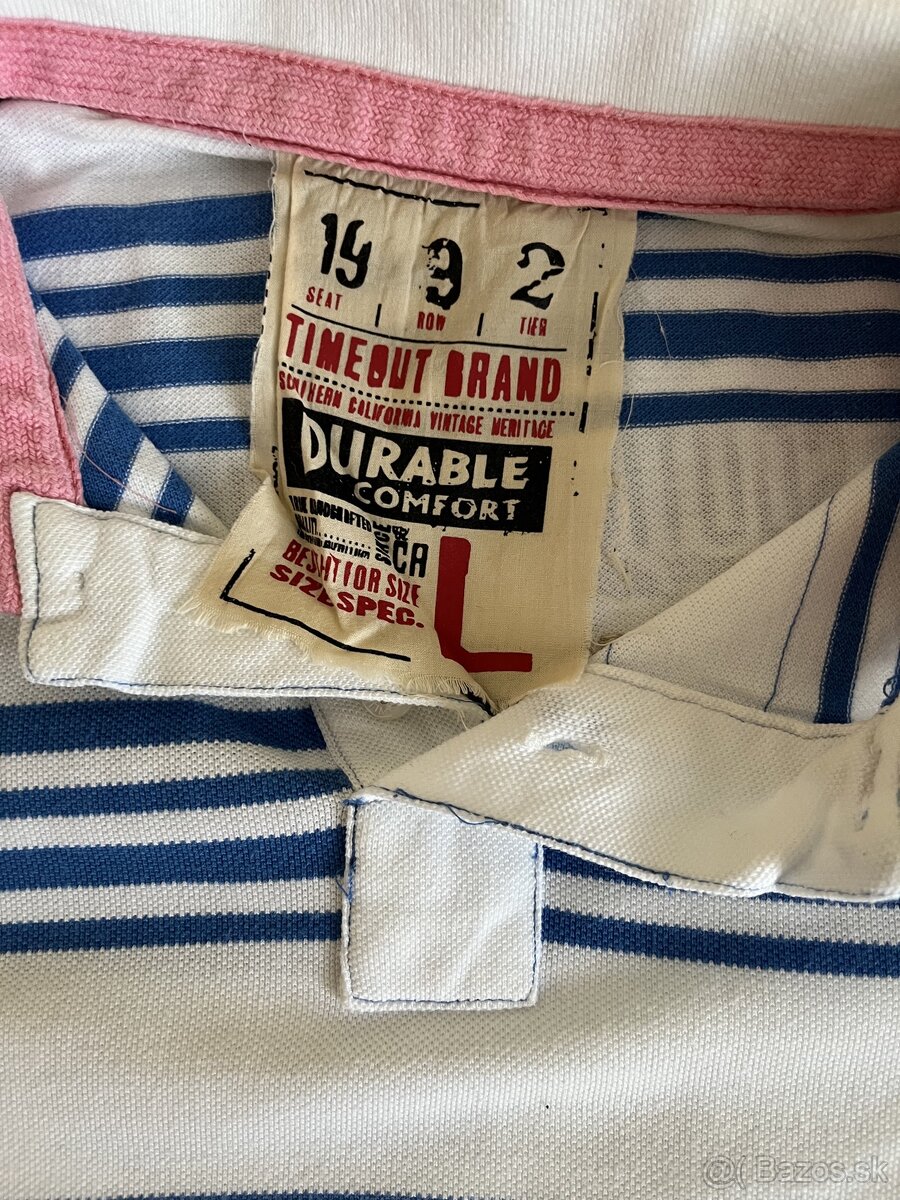 19 9 2
SEAT ROW TIER
TIMEOUT BRAND
SOUTHERN CALIFORNIA VINTAGE HERITAGE
DURABLE
COMFORT
SINCE
CA
SIZE SPEC.
L
@( Bazos.sk